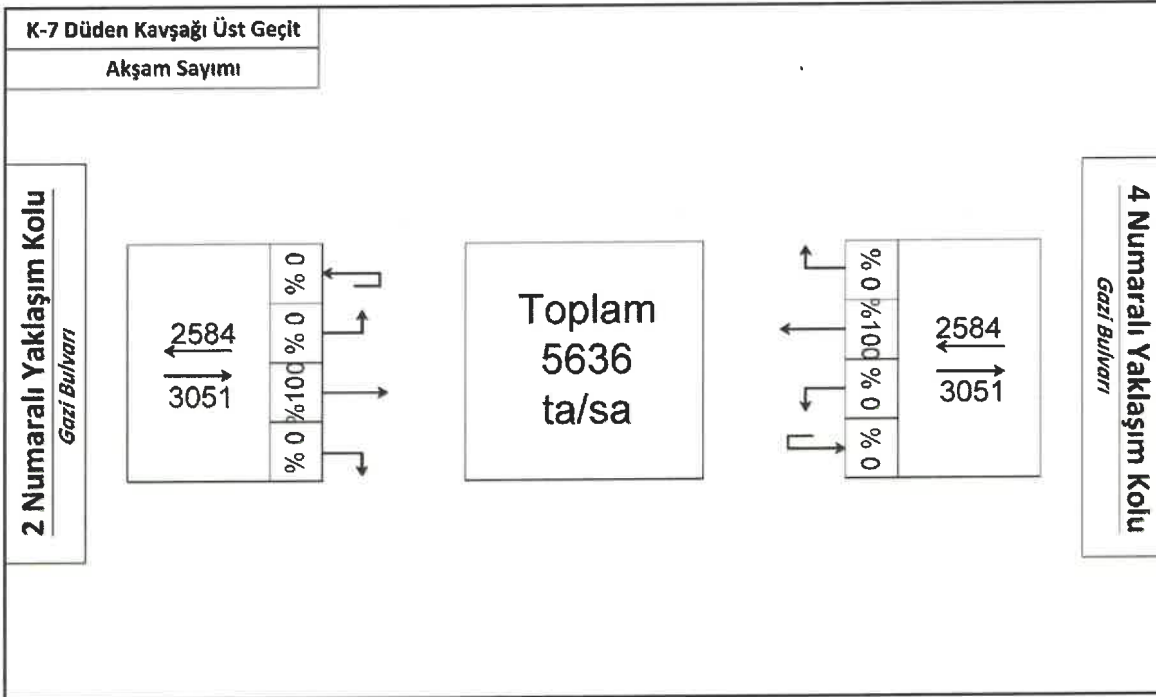 K-7 Düden Kavşağı Üst Geçit
Akşam Sayımı
2 Numaralı Yaklaşım Kolu
Gazi Bulvarı
2584
3051
% 0
% 0
%100
% 0
Toplam
5636
ta/sa
% 0
%100
% 0
% 0
2584
3051
4 Numaralı Yaklaşım Kolu
Gazi Bulvarı